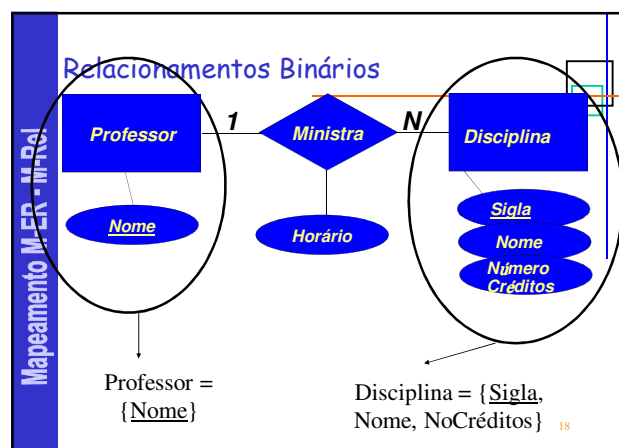 Mapeamento M-ER - M-Rel
Relacionamentos Binários
Professor
1
Ministra
N
Disciplina
Nome
Horário
Sigla
Nome
Número
Créditos
Professor =
{Nome}
Disciplina = {Sigla,
Nome, NoCréditos}
18